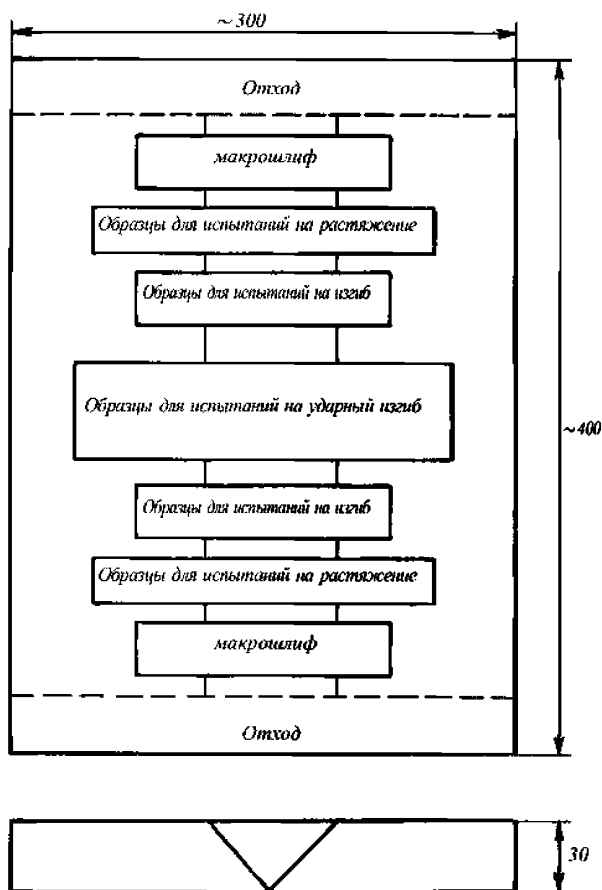 ~300
Отход
макрошлиф
Образцы для испытаний на растяжение
Образцы для испытаний на изгиб
Образцы для испытаний на ударный изгиб
~400
Образцы для испытаний на изгиб
Образцы для испытаний на растяжение
макрошлиф
Отход
30